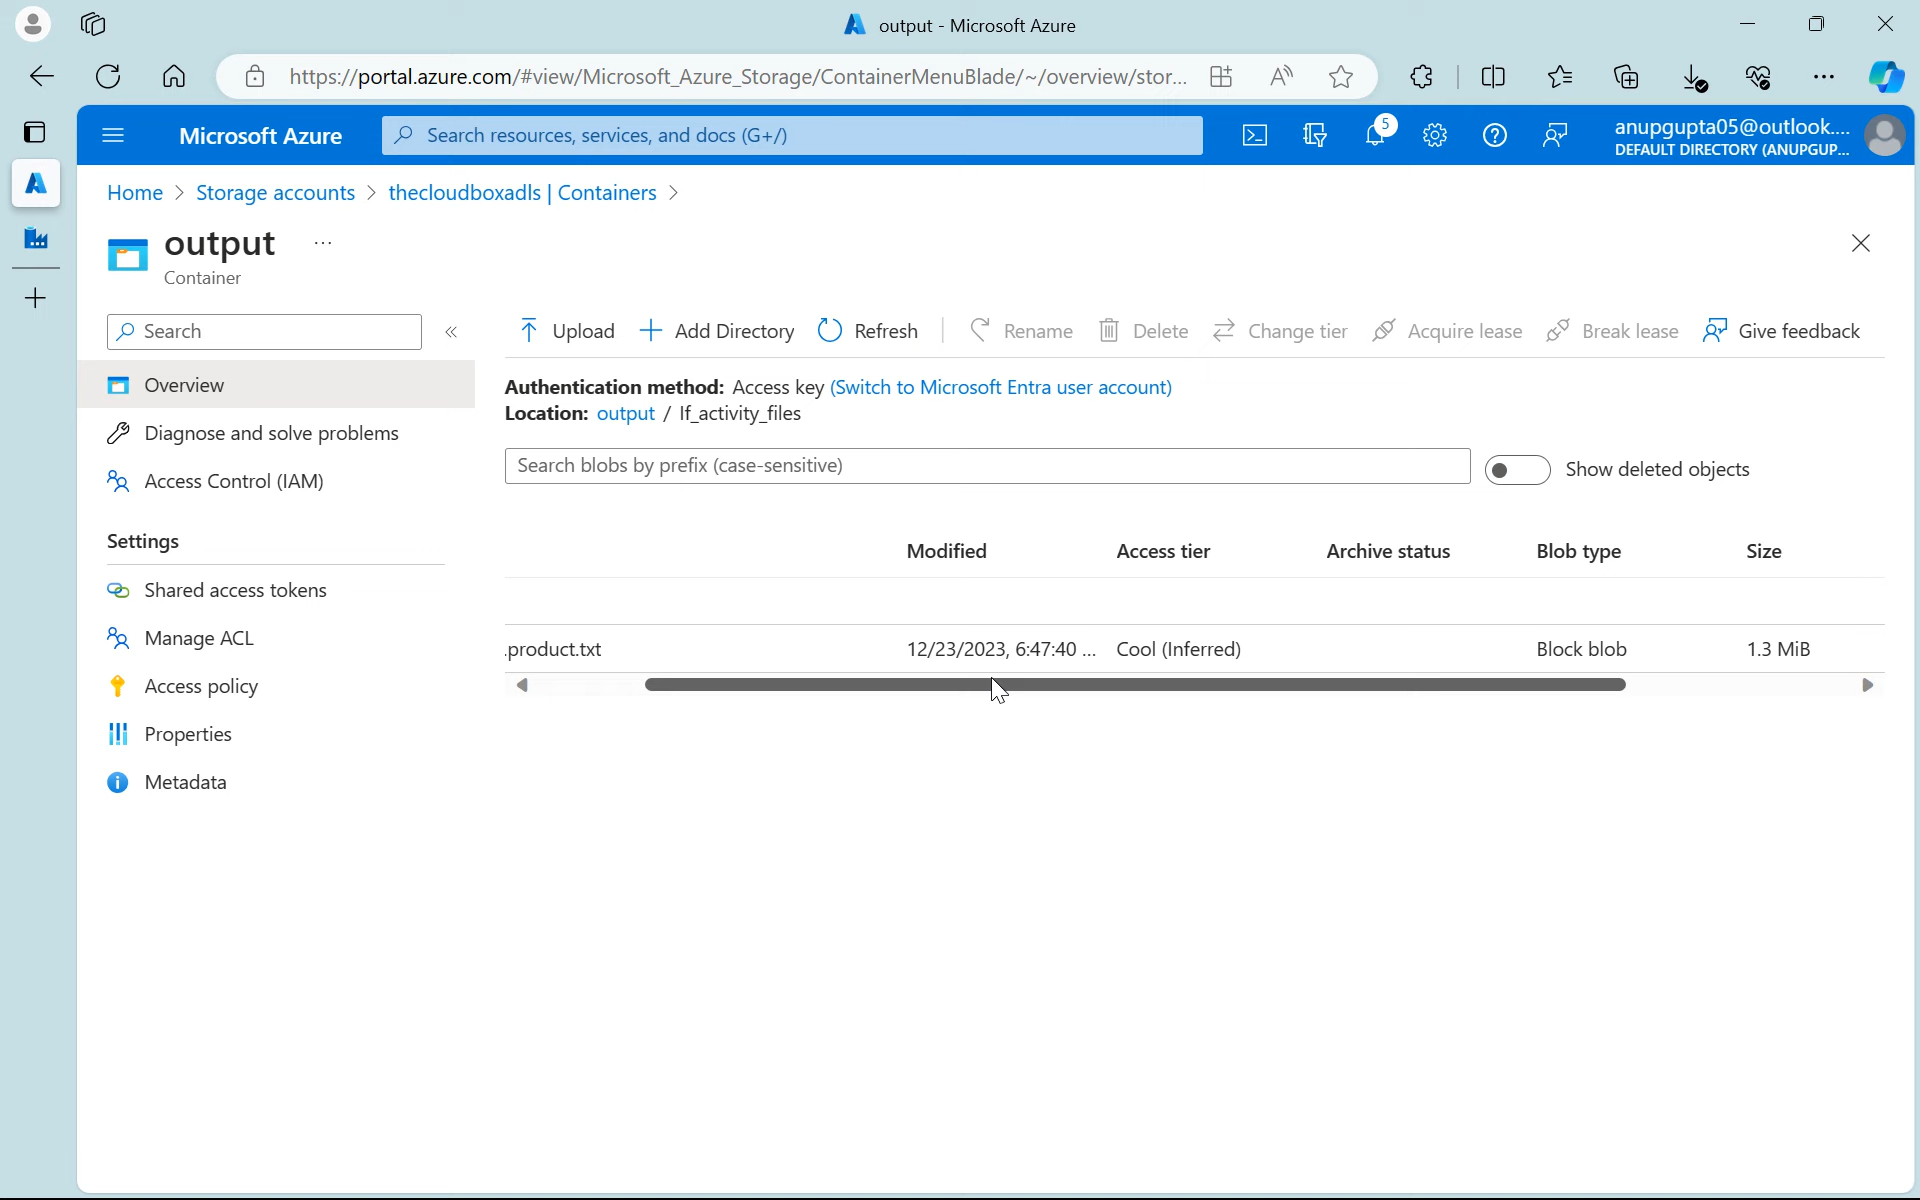 output - Microsoft Azure
https://portal.azure.com/#view/Microsoft_Azure_Storage/ContainerMenuBlade/~/overview/stor...
Microsoft Azure
Search resources, services, and docs (G+/)
5
anupgupta05@outlook....
DEFAULT DIRECTORY (ANUPGUP...
Home > Storage accounts > thecloudboxadls | Containers >
output ...
Container
Search
«
Upload
Add Directory
Refresh
Rename
Delete
Change tier
Acquire lease
Break lease
Give feedback
Overview
Diagnose and solve problems
Access Control (IAM)
Settings
Shared access tokens
Manage ACL
Access policy
Properties
Metadata
Authentication method: Access key (Switch to Microsoft Entra user account)
Location: output / If_activity_files
Search blobs by prefix (case-sensitive)
Show deleted objects
Modified Access tier Archive status Blob type Size
.product.txt 12/23/2023, 6:47:40 ... Cool (Inferred) Block blob 1.3 MiB